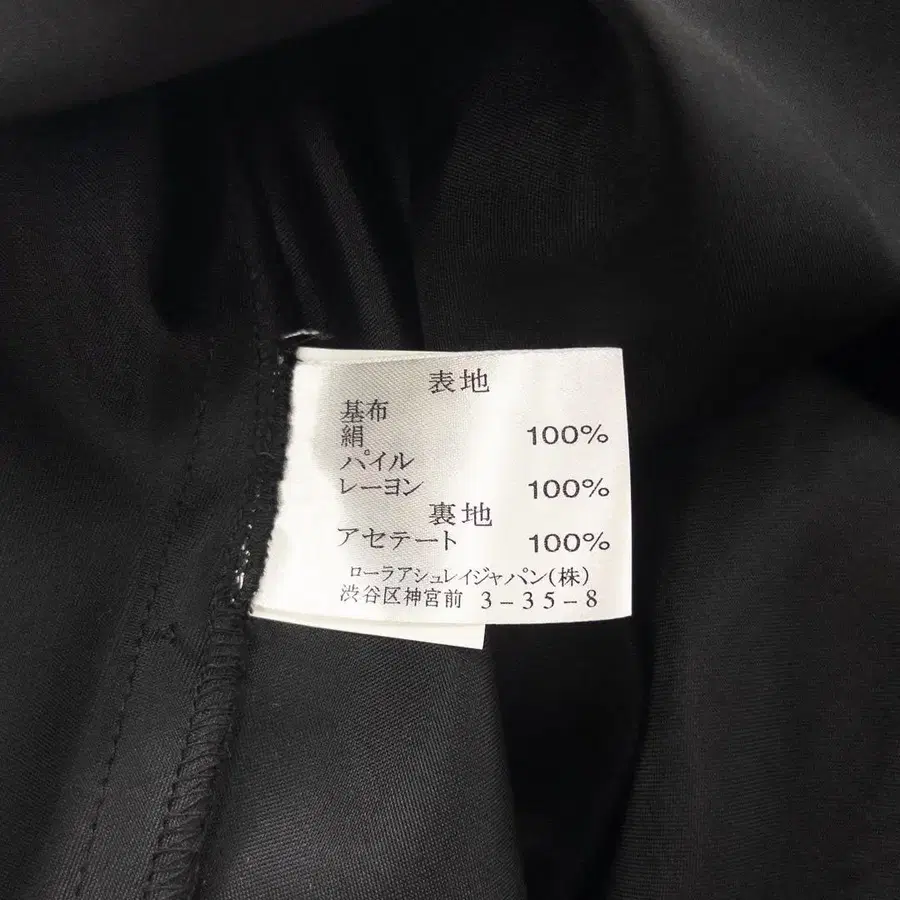 表地
基布
絹 100%
パイル
レーヨン 100%
裏地
アセテート 100%
ローラアシュレイジャパン(株)
渋谷区神宮前 3-35-8